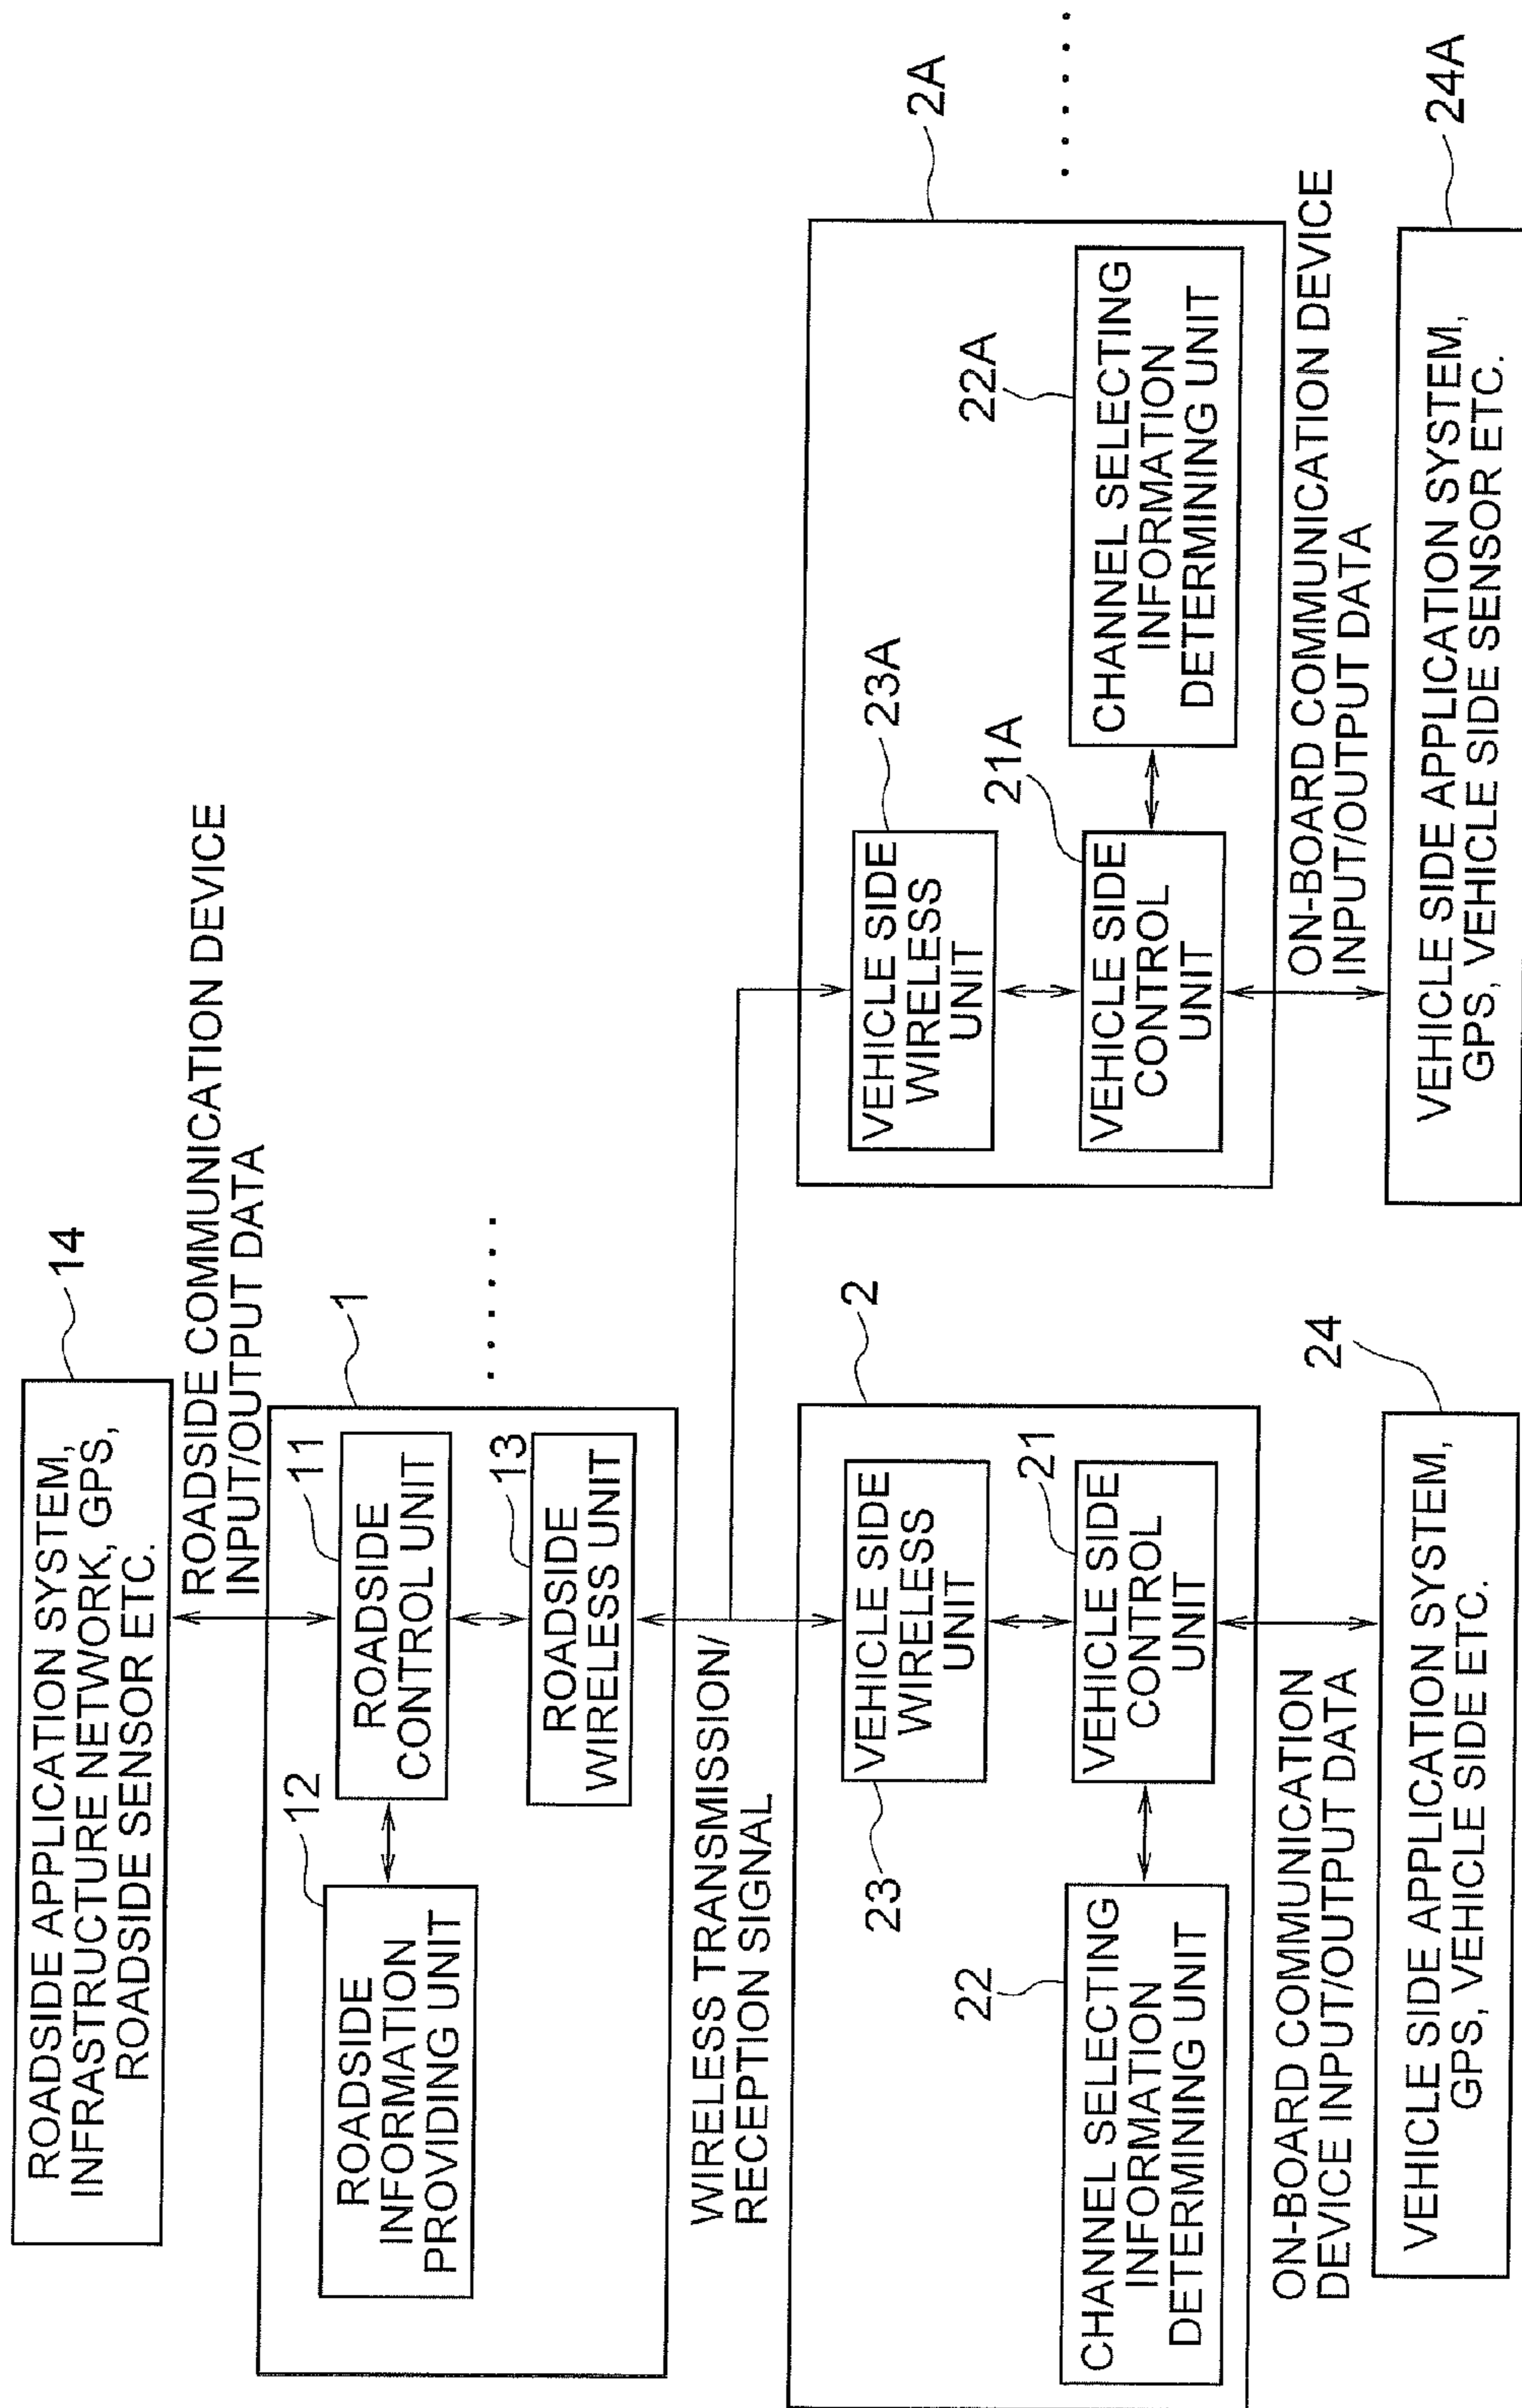 ROADSIDE APPLICATION SYSTEM,
INFRASTRUCTURE NETWORK, GPS,
ROADSIDE SENSOR ETC.
14
ROADSIDE COMMUNICATION DEVICE
INPUT/OUTPUT DATA
1
ROADSIDE
INFORMATION
PROVIDING UNIT
12
ROADSIDE
CONTROL UNIT
11
ROADSIDE
WIRELESS UNIT
13
WIRELESS TRANSMISSION/
RECEPTION SIGNAL
2
VEHICLE SIDE
WIRELESS
UNIT
23
CHANNEL SELECTING
INFORMATION
DETERMINING UNIT
22
VEHICLE SIDE
CONTROL
UNIT
21
ON-BOARD COMMUNICATION
DEVICE INPUT/OUTPUT DATA
VEHICLE SIDE APPLICATION SYSTEM,
GPS, VEHICLE SIDE ETC.
24
2A
VEHICLE SIDE
WIRELESS
UNIT
23A
VEHICLE SIDE
CONTROL
UNIT
21A
CHANNEL SELECTING
INFORMATION
DETERMINING UNIT
22A
ON-BOARD COMMUNICATION DEVICE
INPUT/OUTPUT DATA
VEHICLE SIDE APPLICATION SYSTEM,
GPS, VEHICLE SIDE SENSOR ETC.
24A